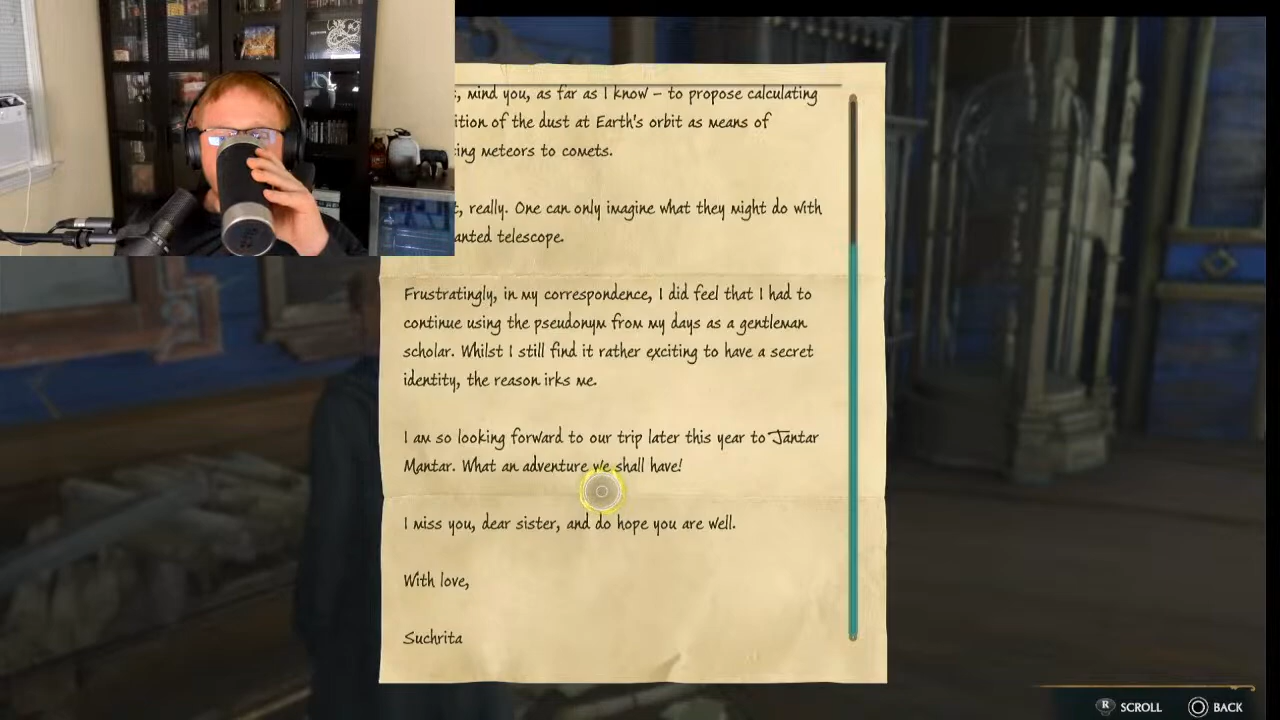 , mind you, as far as I know – to propose calculating
ition of the dust at Earth's orbit as means of
ing meteors to comets.
t, really. One can only imagine what they might do with
anted telescope.
Frustratingly, in my correspondence, I did feel that I had to
continue using the pseudonym from my days as a gentleman
scholar. Whilst I still find it rather exciting to have a secret
identity, the reason irks me.
I am so looking forward to our trip later this year to Jantar
Mantar. What an adventure we shall have!
I miss you, dear sister, and do hope you are well.
With love,
Suchrita
R SCROLL BACK